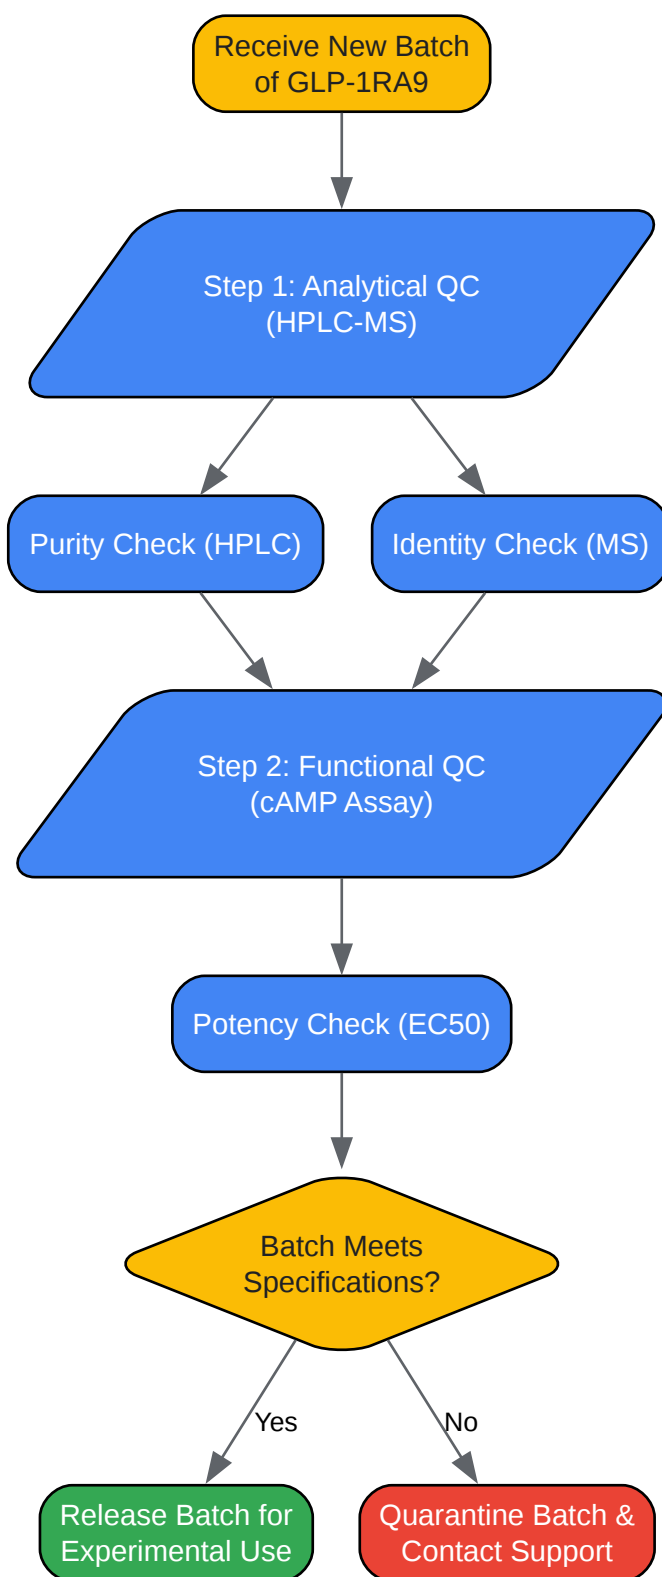 Receive New Batch
of GLP-1RA9
Step 1: Analytical QC
(HPLC-MS)
Purity Check (HPLC)
Identity Check (MS)
Step 2: Functional QC
(cAMP Assay)
Potency Check (EC50)
Batch Meets
Specifications?
Yes
No
Release Batch for
Experimental Use
Quarantine Batch &
Contact Support